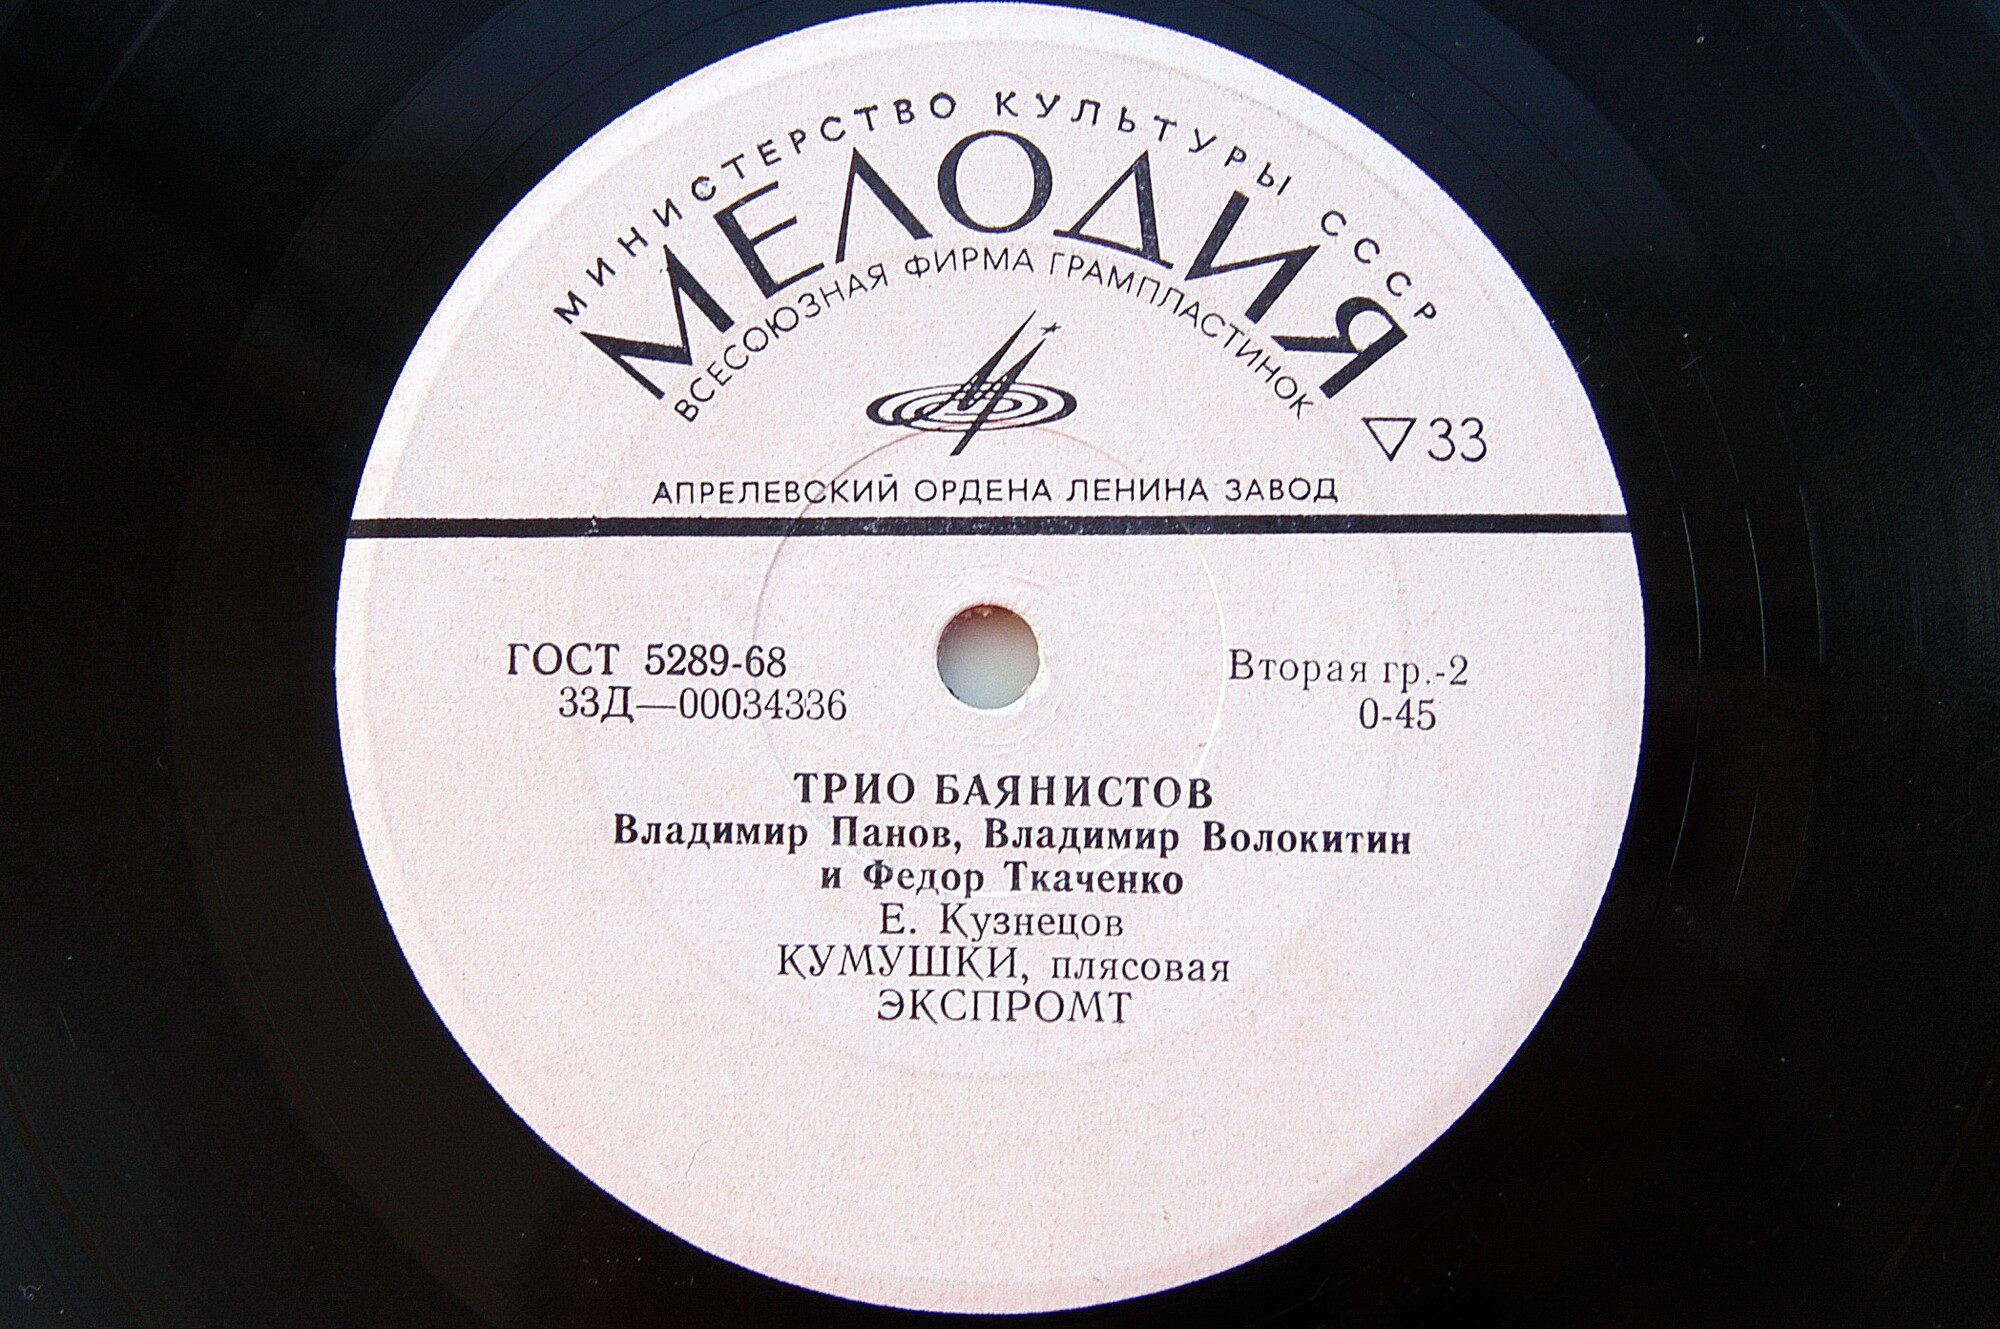 МИНИСТЕРСТВО КУЛЬТУРЫ СССР
МЕЛОДИЯ
ВСЕСОЮЗНАЯ ФИРМА ГРАМПЛАСТИНОК
▽33
АПРЕЛЕВСКИЙ ОРДЕНА ЛЕНИНА ЗАВОД
ГОСТ 5289-68
33Д—00034336
Вторая гр.-2
0-45
ТРИО БАЯНИСТОВ
Владимир Панов, Владимир Волокитин
и Федор Ткаченко
Е. Кузнецов
КУМУШКИ, плясовая
ЭКСПРОМТ